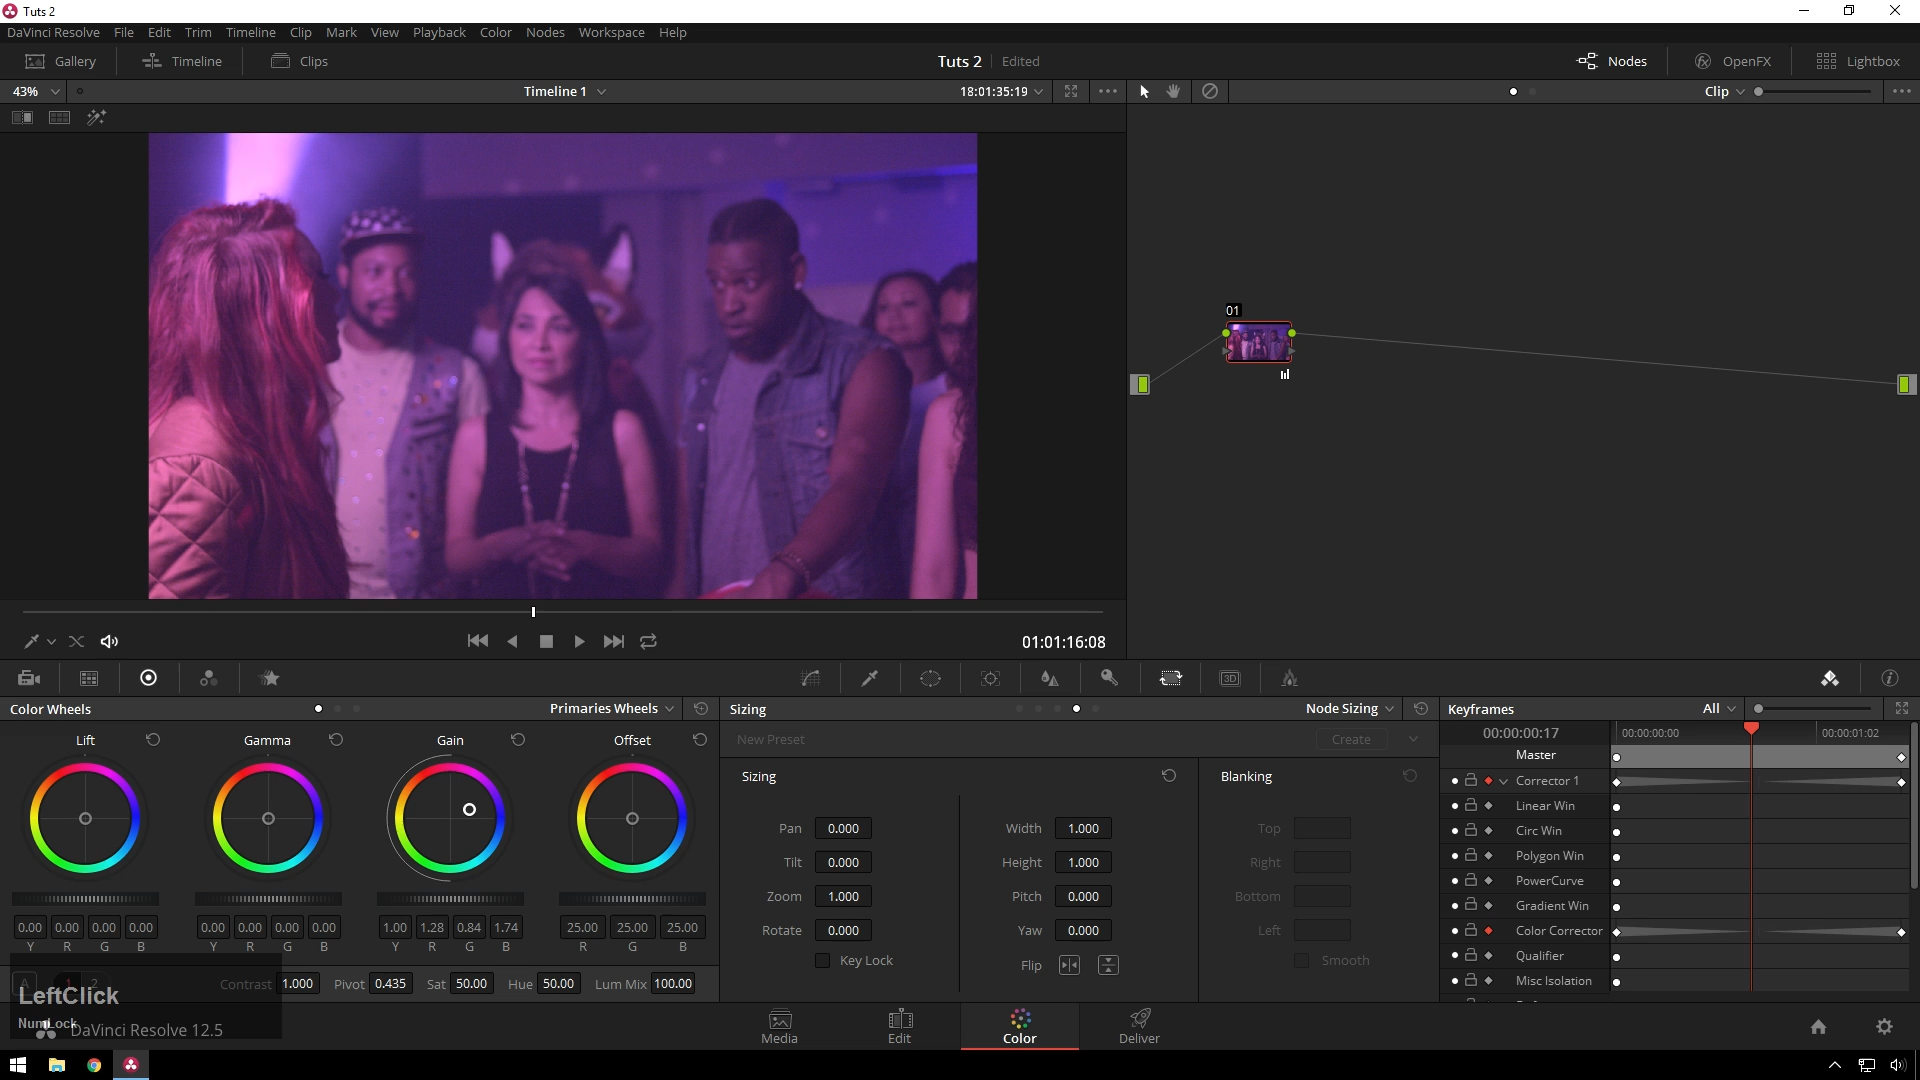 Tuts 2
DaVinci Resolve File Edit Trim Timeline Clip Mark View Playback Color Nodes Workspace Help
Gallery Timeline Clips Tuts 2 Edited Nodes OpenFX Lightbox
43% Timeline 1 18:01:35:19 Clip
01
01:01:16:08
Color Wheels Primaries Wheels Sizing Node Sizing Keyframes All
Lift Gamma Gain Offset New Preset Create 00:00:00:17 00:00:00:00 00:00:01:02
Master
Sizing Blanking Corrector 1
Linear Win
Pan 0.000 Width 1.000 Top Circ Win
Tilt 0.000 Height 1.000 Right Polygon Win
PowerCurve
Zoom 1.000 Pitch 0.000 Bottom Gradient Win
0.00 0.00 0.00 0.00 0.00 0.00 0.00 0.00 1.00 1.28 0.84 1.74 25.00 25.00 25.00 Rotate 0.000 Yaw 0.000 Left Color Corrector
Y R G B Y R G B Y R G B R G B
Key Lock Flip Smooth Qualifier
A 1 2 Contrast 1.000 Pivot 0.435 Sat 50.00 Hue 50.00 Lum Mix 100.00 Misc Isolation
LeftClick
NumLock
DaVinci Resolve 12.5
Media Edit Color Deliver
3D